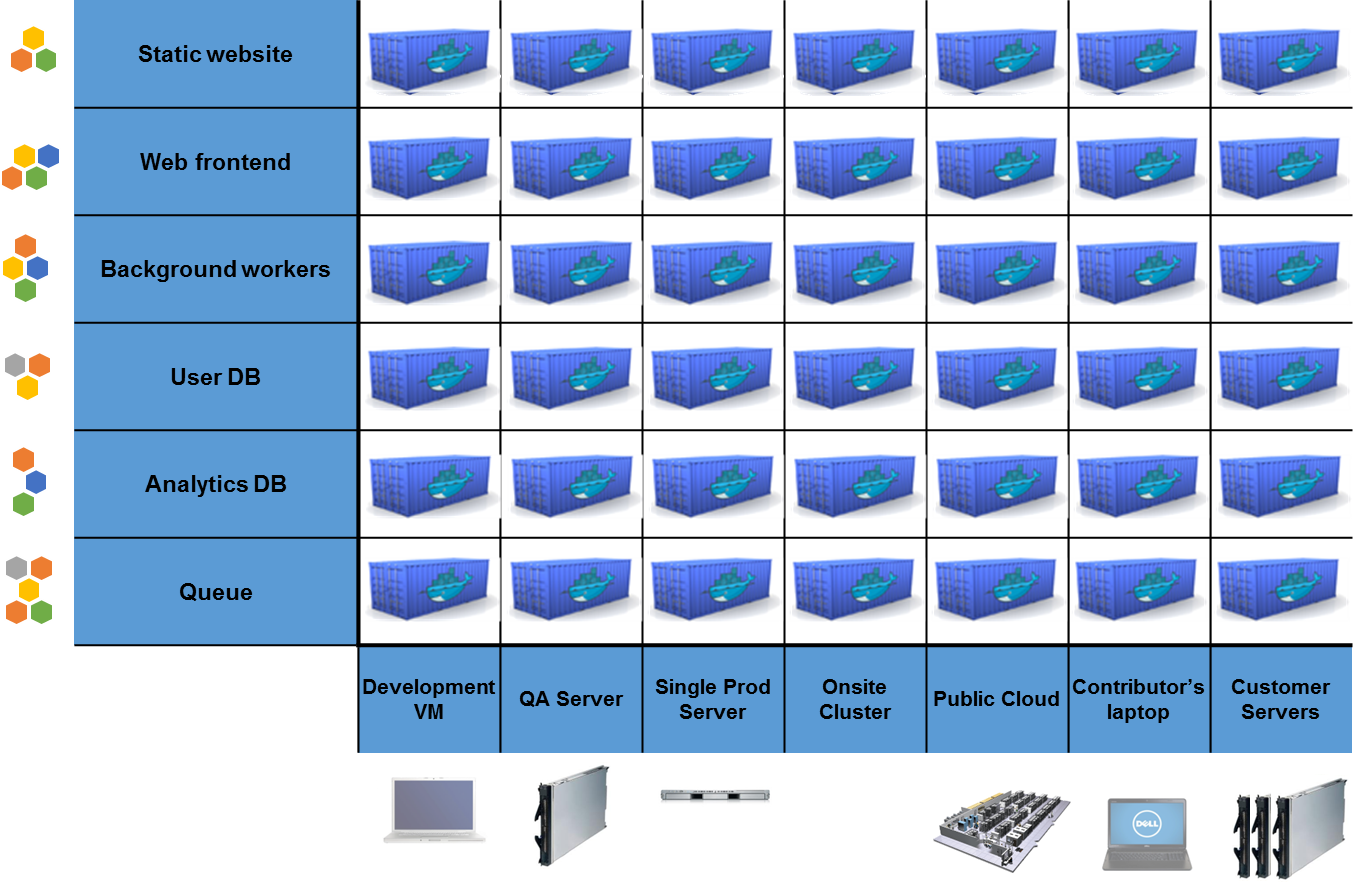 Static website
Web frontend
Background workers
User DB
Analytics DB
Queue
Development
VM
QA Server
Single Prod
Server
Onsite
Cluster
Public Cloud
Contributor’s
laptop
Customer
Servers
DELL